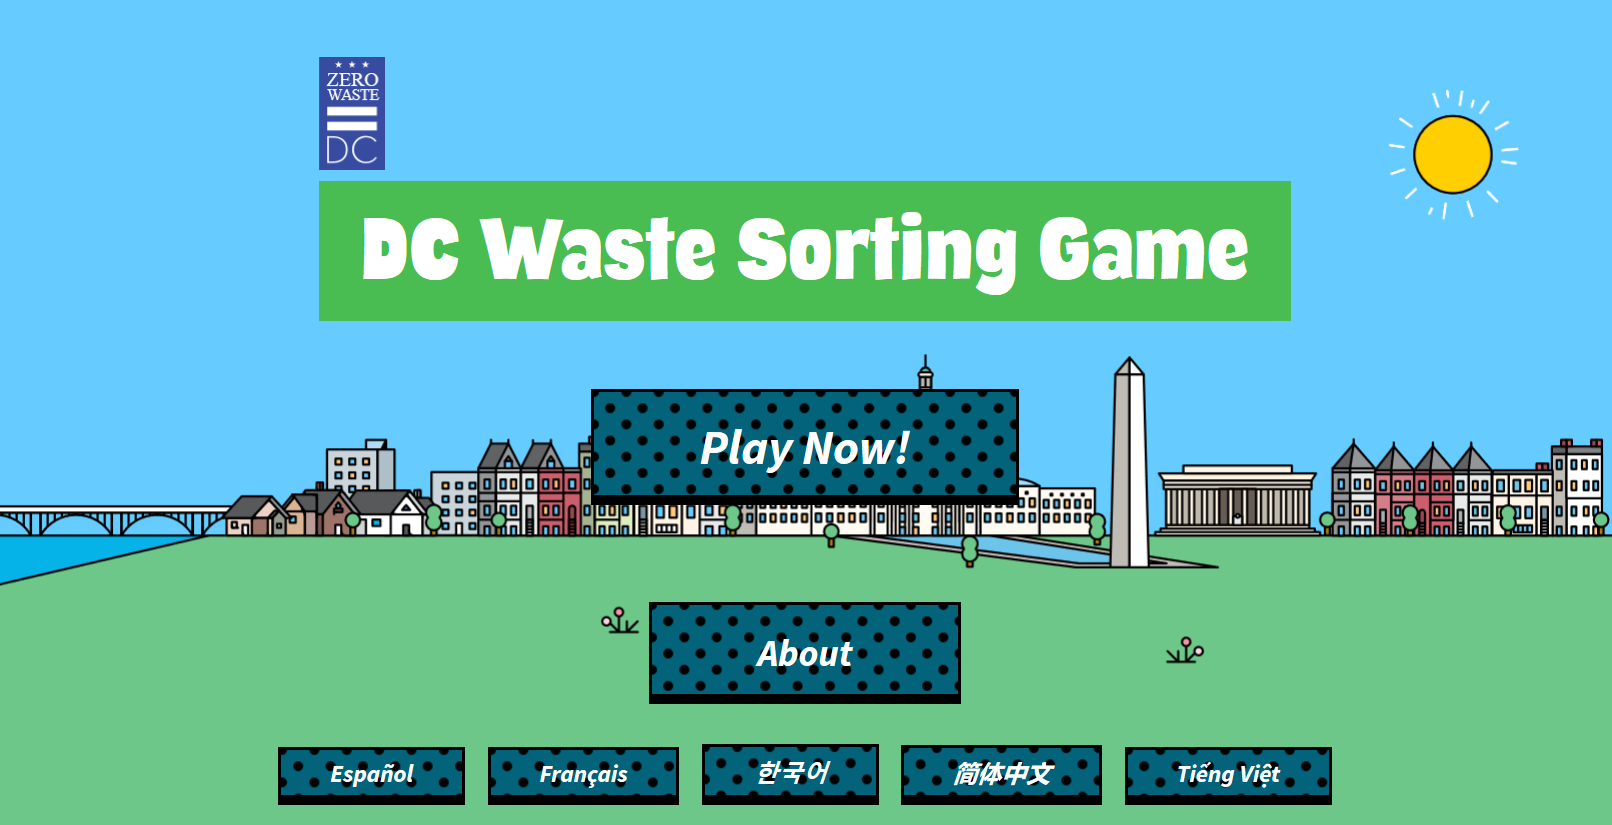 ZERO
WASTE
DC
DC Waste Sorting Game
Play Now!
About
Español
Français
한국어
简体中文
Tiếng Việt